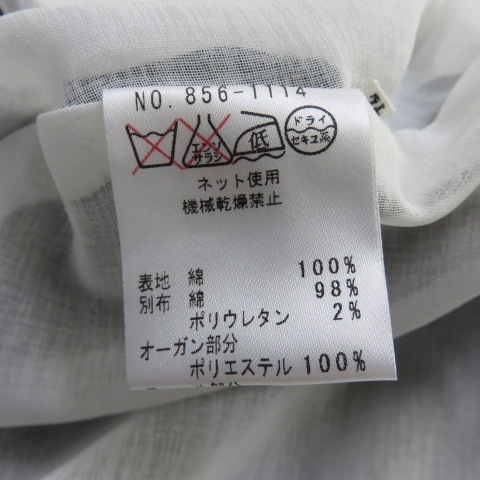 NO. 856-1114
エンソ
サラシ
低
ドライ
セキユ系
ネット使用
機械乾燥禁止
表地 綿 100%
別布 綿 98%
ポリウレタン 2%
オーガン部分
ポリエステル 100%